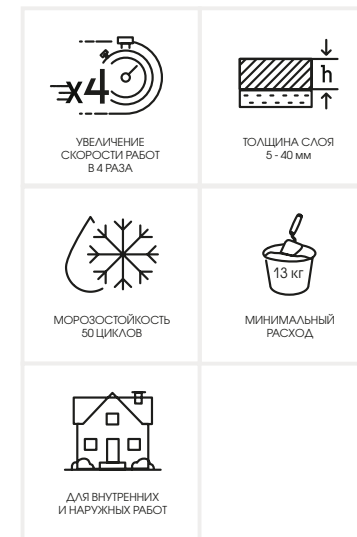 x4
УВЕЛИЧЕНИЕ
СКОРОСТИ РАБОТ
В 4 РАЗА
h
ТОЛЩИНА СЛОЯ
5 - 40 мм
МОРОЗОСТОЙКОСТЬ
50 ЦИКЛОВ
13 кг
МИНИМАЛЬНЫЙ
РАСХОД
ДЛЯ ВНУТРЕННИХ
И НАРУЖНЫХ РАБОТ